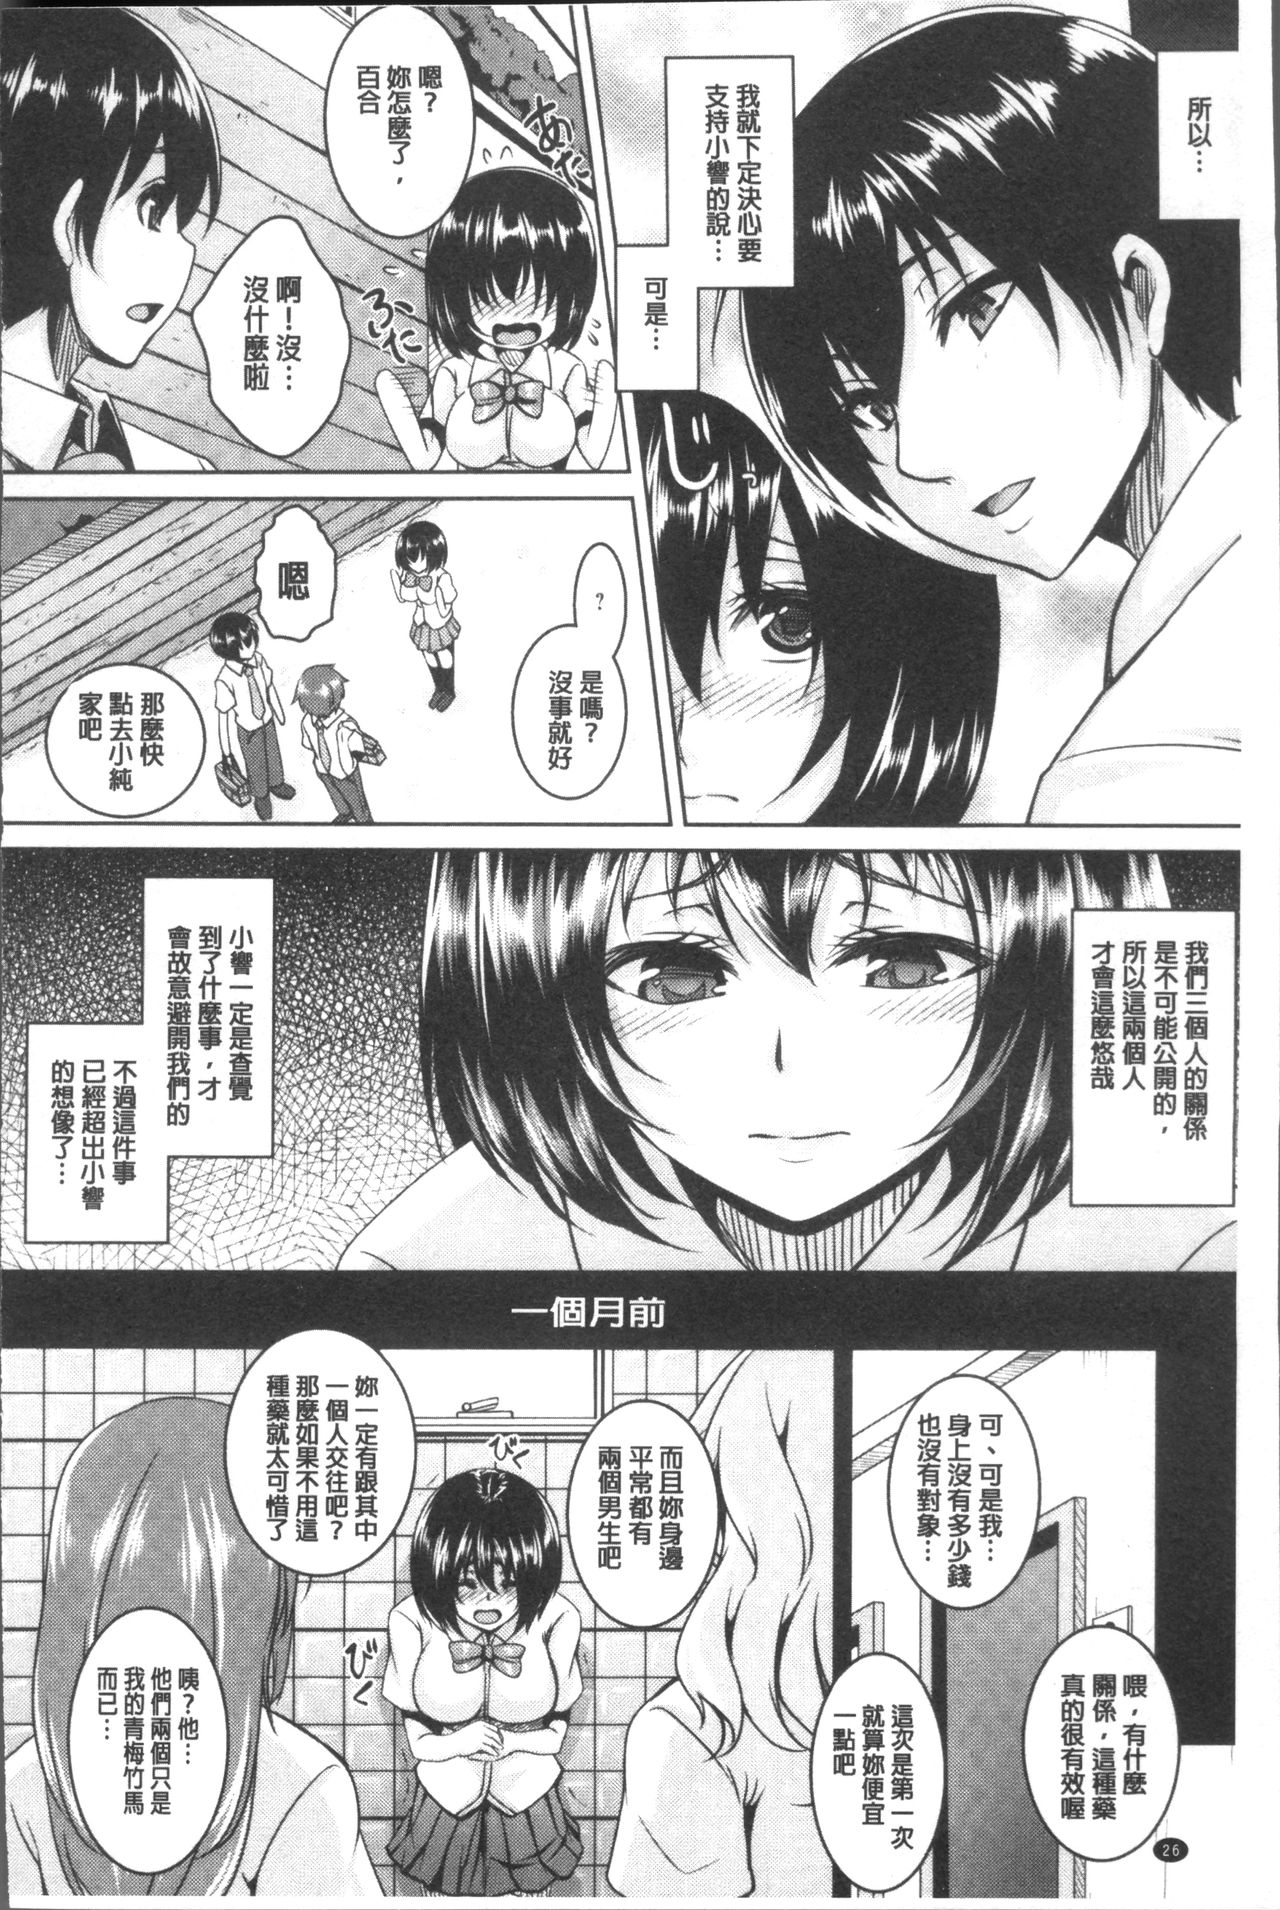 所以…
我就下定決心要
支持小響的說…
可是…
じっ
嗯？
妳怎麼了，
百合
あた
ふた
啊！沒…
沒什麼啦
？
是嗎？
沒事就好
嗯
那麼快
點去小純
家吧
我們三個人的關係
是不可能公開的，
所以這兩個人
才會這麼悠哉
小響一定是查覺
到了什麼事，才
會故意避開我們的
不過這件事
已經超出小響
的想像了…
一個月前
喂，有什麼
關係，這種藥
真的很有效喔
可、可是我…
身上沒有多少錢
也沒有對象…
這次是第一次
就算妳便宜
一點吧
而且妳身邊
平常都有
兩個男生吧
びく
びく
妳一定有跟其中
一個人交往吧？
那麼如果不用這
種藥就太可惜了
咦？他…
他們兩個只是
我的青梅竹馬
而已…
26